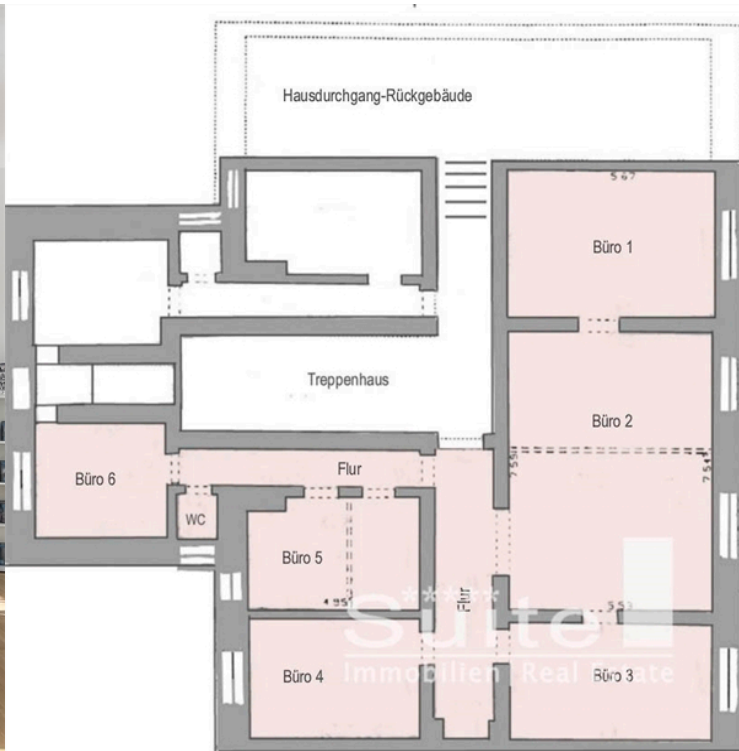 Hausdurchgang-Rückgebäude
5.67
Büro 1
Treppenhaus
Büro 2
7.55
7.54
Flur
Büro 6
WC
Büro 5
4.95
Flur
5.53
Suite
Immobilien Real Estate
Büro 4
Büro 3